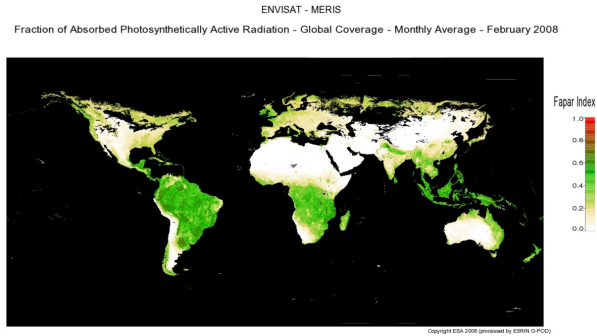 ENVISAT - MERIS
Fraction of Absorbed Photosynthetically Active Radiation - Global Coverage - Monthly Average - February 2008
Fapar Index
1.0
0.8
0.6
0.4
0.2
0.0
Copyright ESA 2008 (processed by ESRIN G-POD)